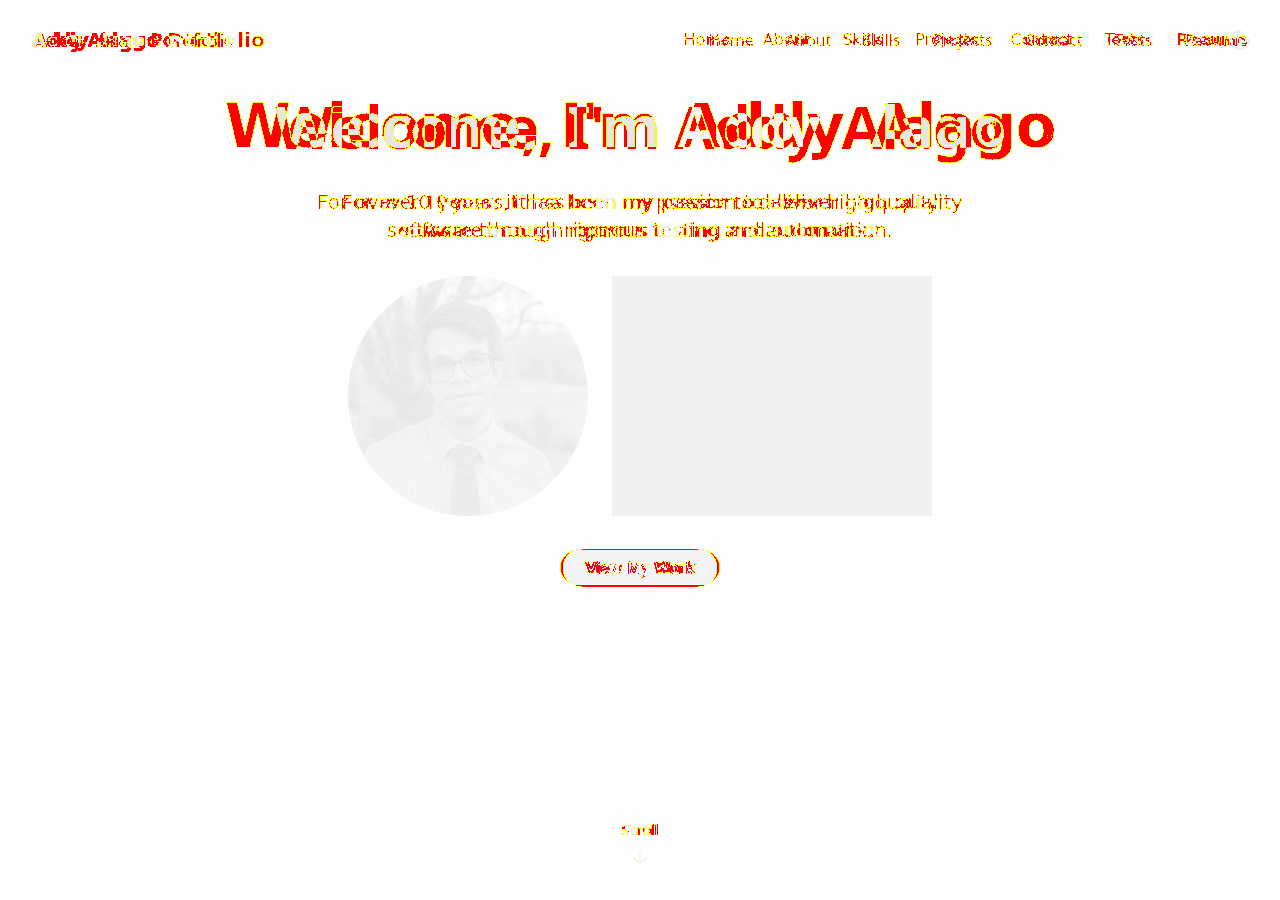 Addy Alago Portfolio
Home About Skills Projects Contact Tests Resume
Welcome, I'm Addy Alago
For over 10 years, it has been my passion to deliver high quality
software through rigorous testing and automation.
View My Work
Scroll